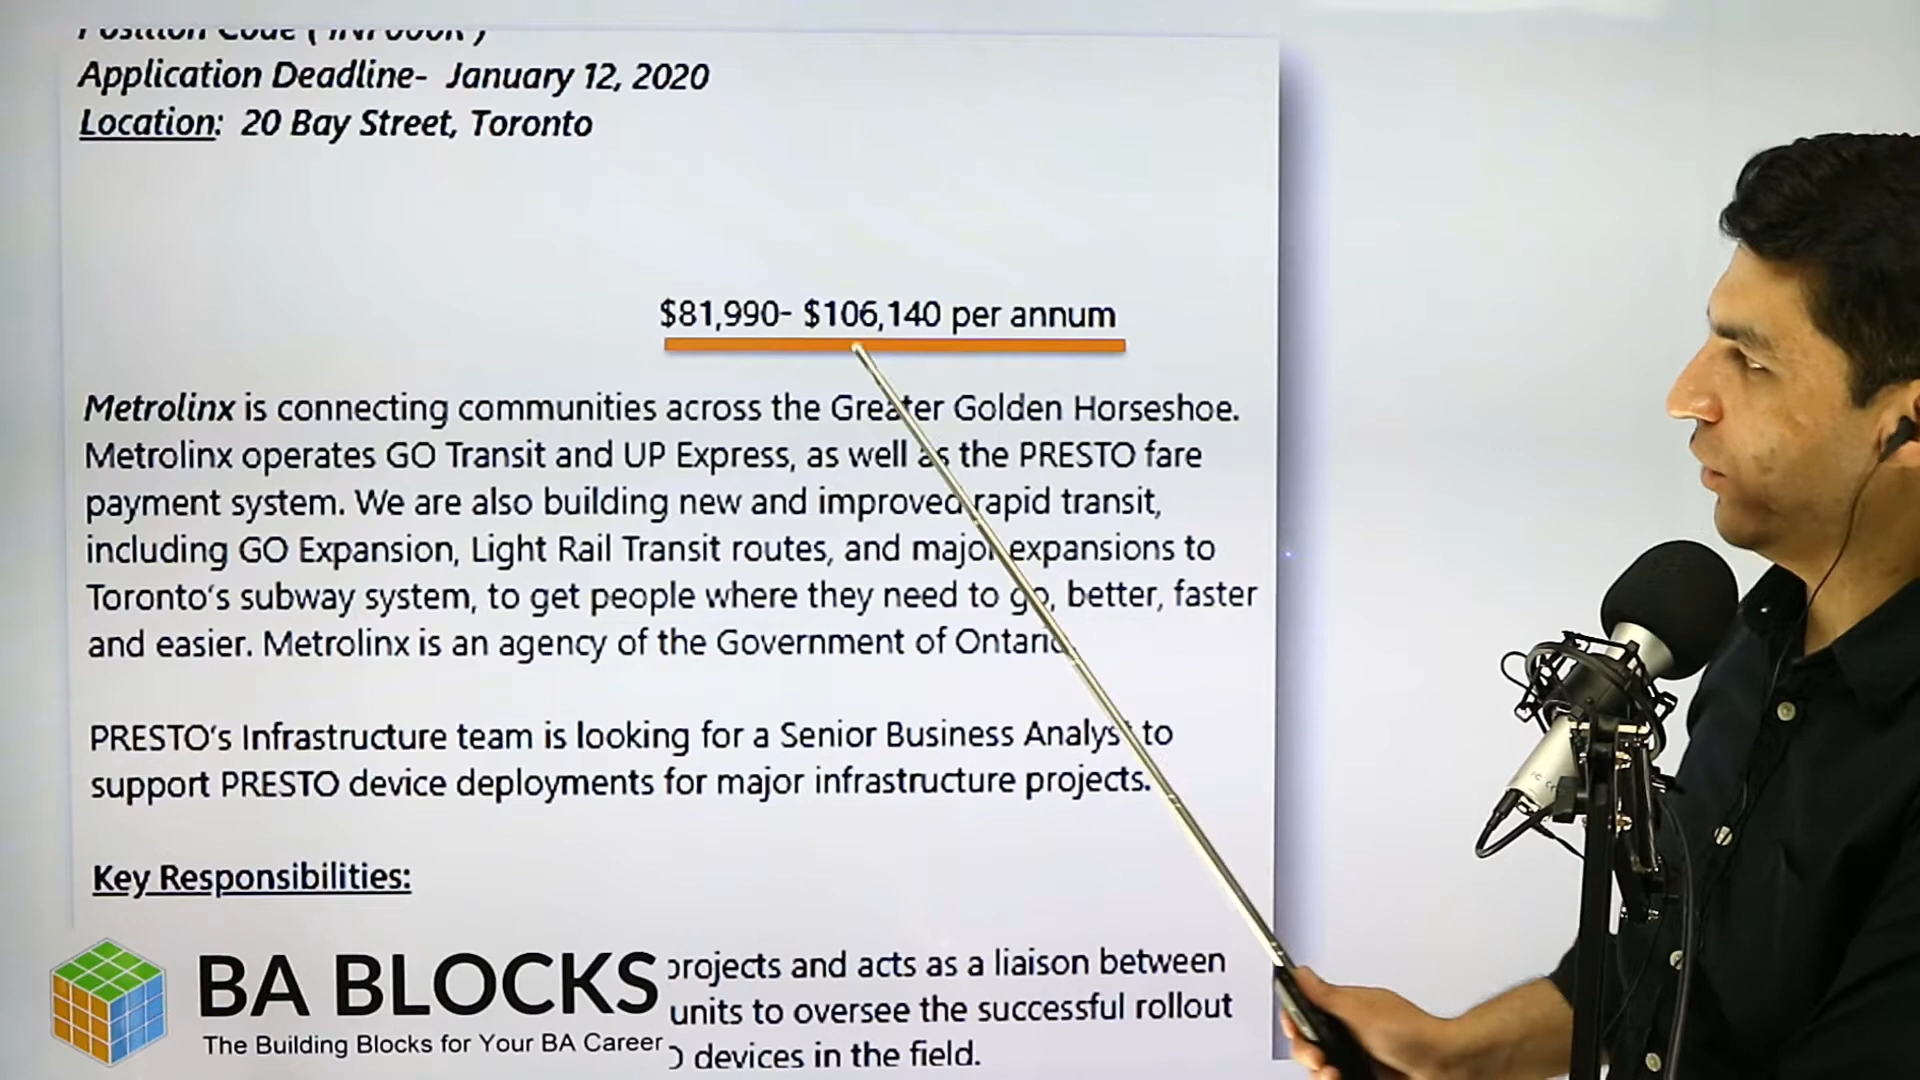 Position Code (
Application Deadline- January 12, 2020
Location: 20 Bay Street, Toronto
$81,990- $106,140 per annum
Metrolinx is connecting communities across the Greater Golden Horseshoe.
Metrolinx operates GO Transit and UP Express, as well as the PRESTO fare
payment system. We are also building new and improved rapid transit,
including GO Expansion, Light Rail Transit routes, and major expansions to
Toronto's subway system, to get people where they need to go, better, faster
and easier. Metrolinx is an agency of the Government of Ontario
PRESTO's Infrastructure team is looking for a Senior Business Analyst to
support PRESTO device deployments for major infrastructure projects.
Key Responsibilities:
projects and acts as a liaison between
units to oversee the successful rollout
devices in the field.
BA BLOCKS
The Building Blocks for Your BA Career